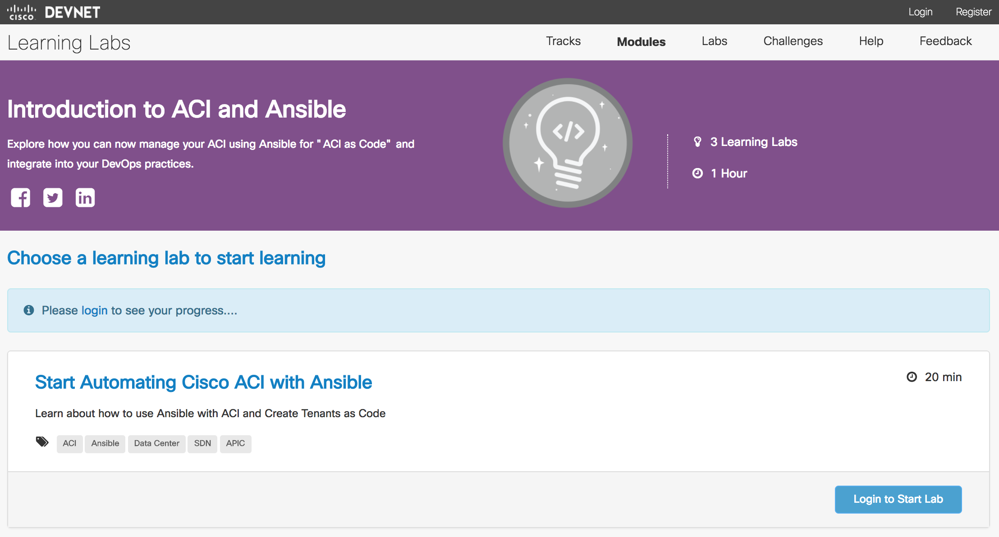 CISCO DEVNET
Login Register
Learning Labs
Tracks Modules Labs Challenges Help Feedback
Introduction to ACI and Ansible
Explore how you can now manage your ACI using Ansible for " ACI as Code" and
integrate into your DevOps practices.
</>
3 Learning Labs
1 Hour
Choose a learning lab to start learning
Please login to see your progress....
Start Automating Cisco ACI with Ansible
20 min
Learn about how to use Ansible with ACI and Create Tenants as Code
ACI Ansible Data Center SDN APIC
Login to Start Lab